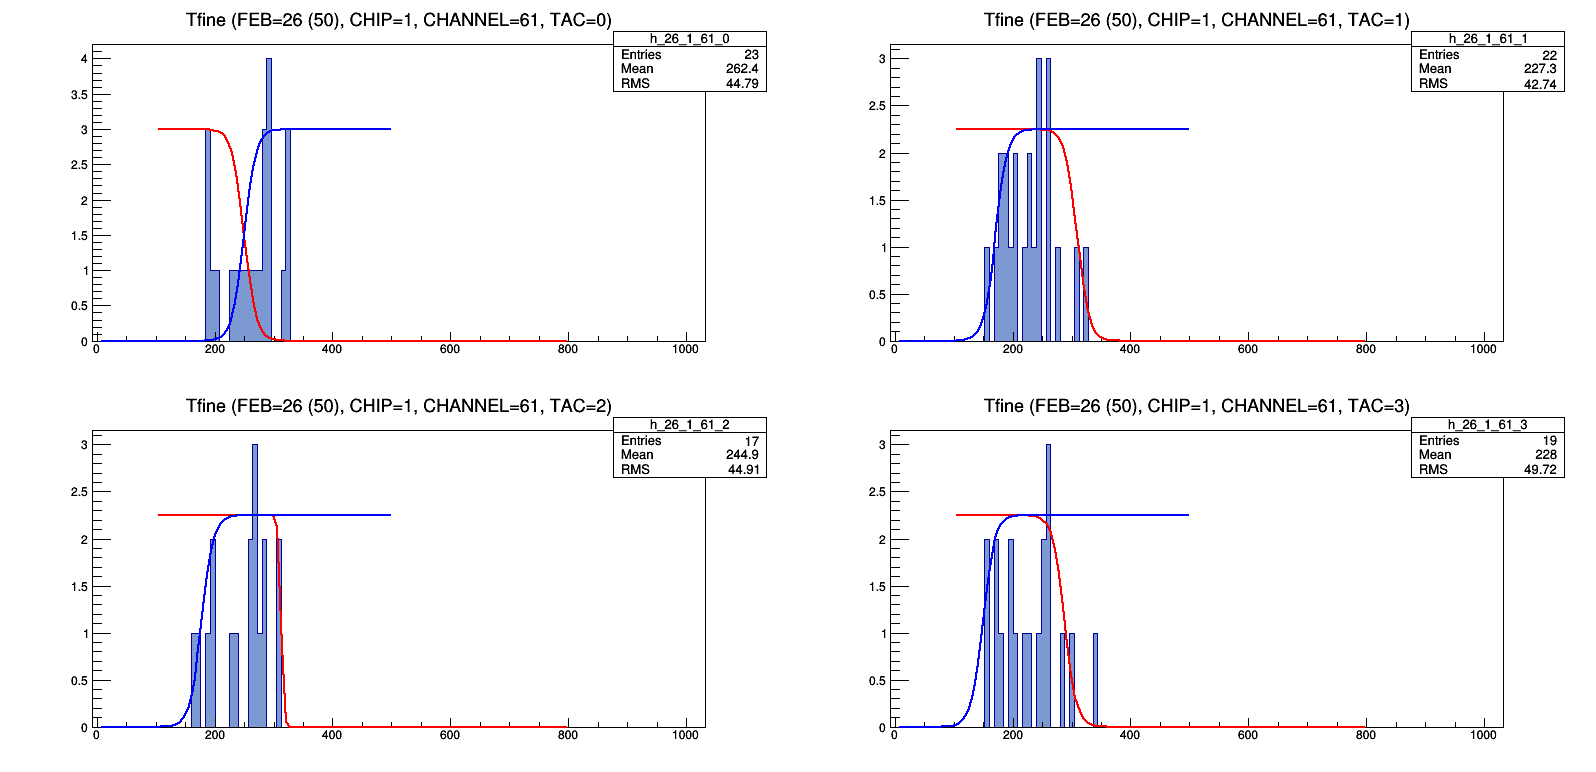 Tfine (FEB=26 (50), CHIP=1, CHANNEL=61, TAC=0)
h_26_1_61_0
Entries 23
Mean 262.4
RMS 44.79
4
3.5
3
2.5
2
1.5
1
0.5
0
0 200 400 600 800 1000
Tfine (FEB=26 (50), CHIP=1, CHANNEL=61, TAC=1)
h_26_1_61_1
Entries 22
Mean 227.3
RMS 42.74
3
2.5
2
1.5
1
0.5
0
0 200 400 600 800 1000
Tfine (FEB=26 (50), CHIP=1, CHANNEL=61, TAC=2)
h_26_1_61_2
Entries 17
Mean 244.9
RMS 44.91
3
2.5
2
1.5
1
0.5
0
0 200 400 600 800 1000
Tfine (FEB=26 (50), CHIP=1, CHANNEL=61, TAC=3)
h_26_1_61_3
Entries 19
Mean 228
RMS 49.72
3
2.5
2
1.5
1
0.5
0
0 200 400 600 800 1000